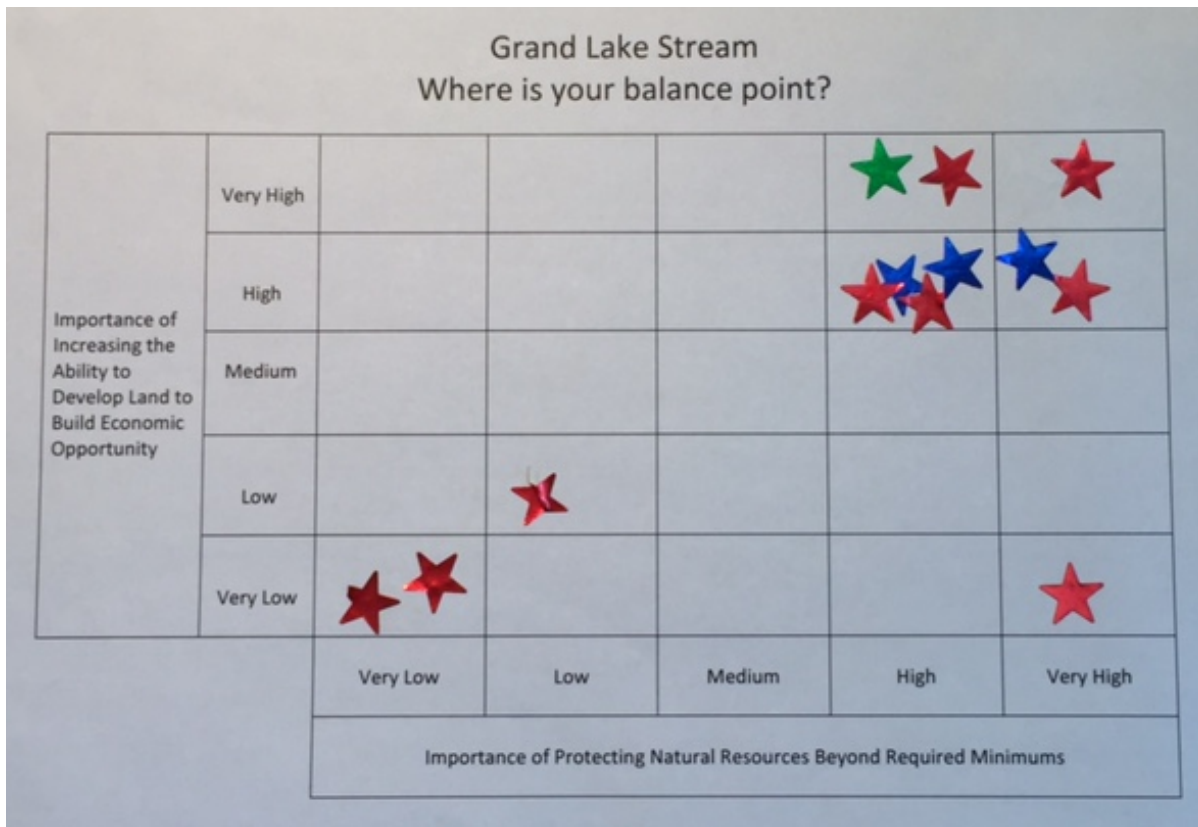 Grand Lake Stream
Where is your balance point?
Very High
High
Importance of
Increasing the
Ability to
Develop Land to
Build Economic
Opportunity
Medium
Low
Very Low
Very Low
Low
Medium
High
Very High
Importance of Protecting Natural Resources Beyond Required Minimums